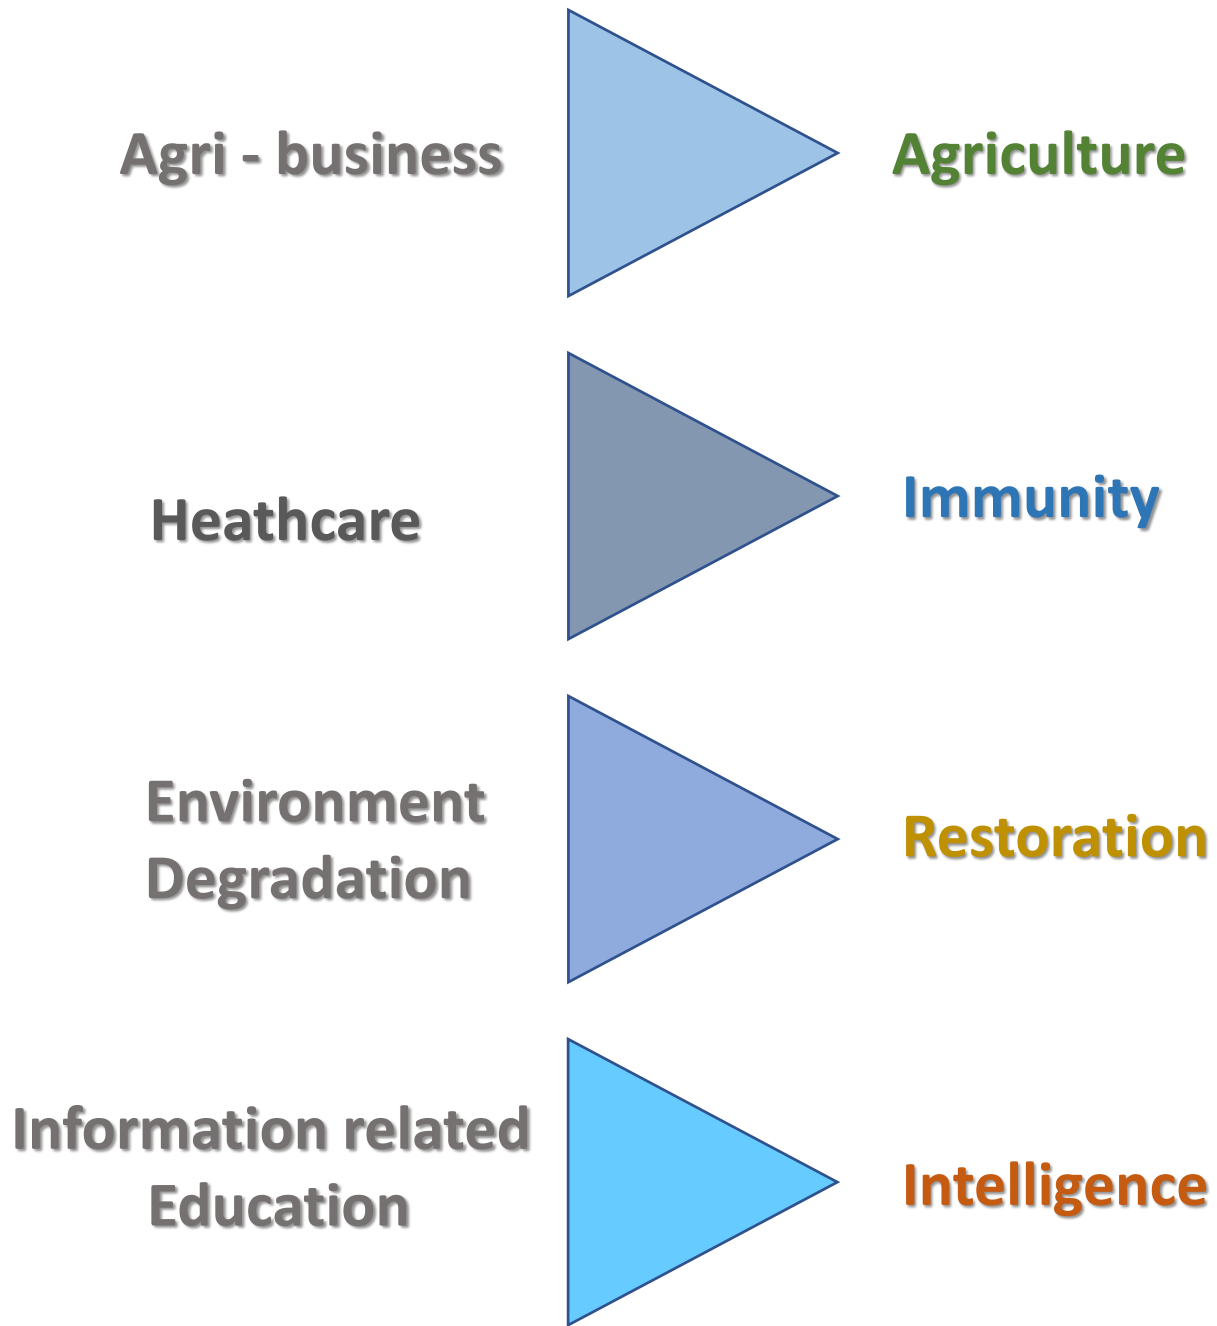 Agri - business
Agriculture
Heathcare
Immunity
Environment
Degradation
Restoration
Information related
Education
Intelligence